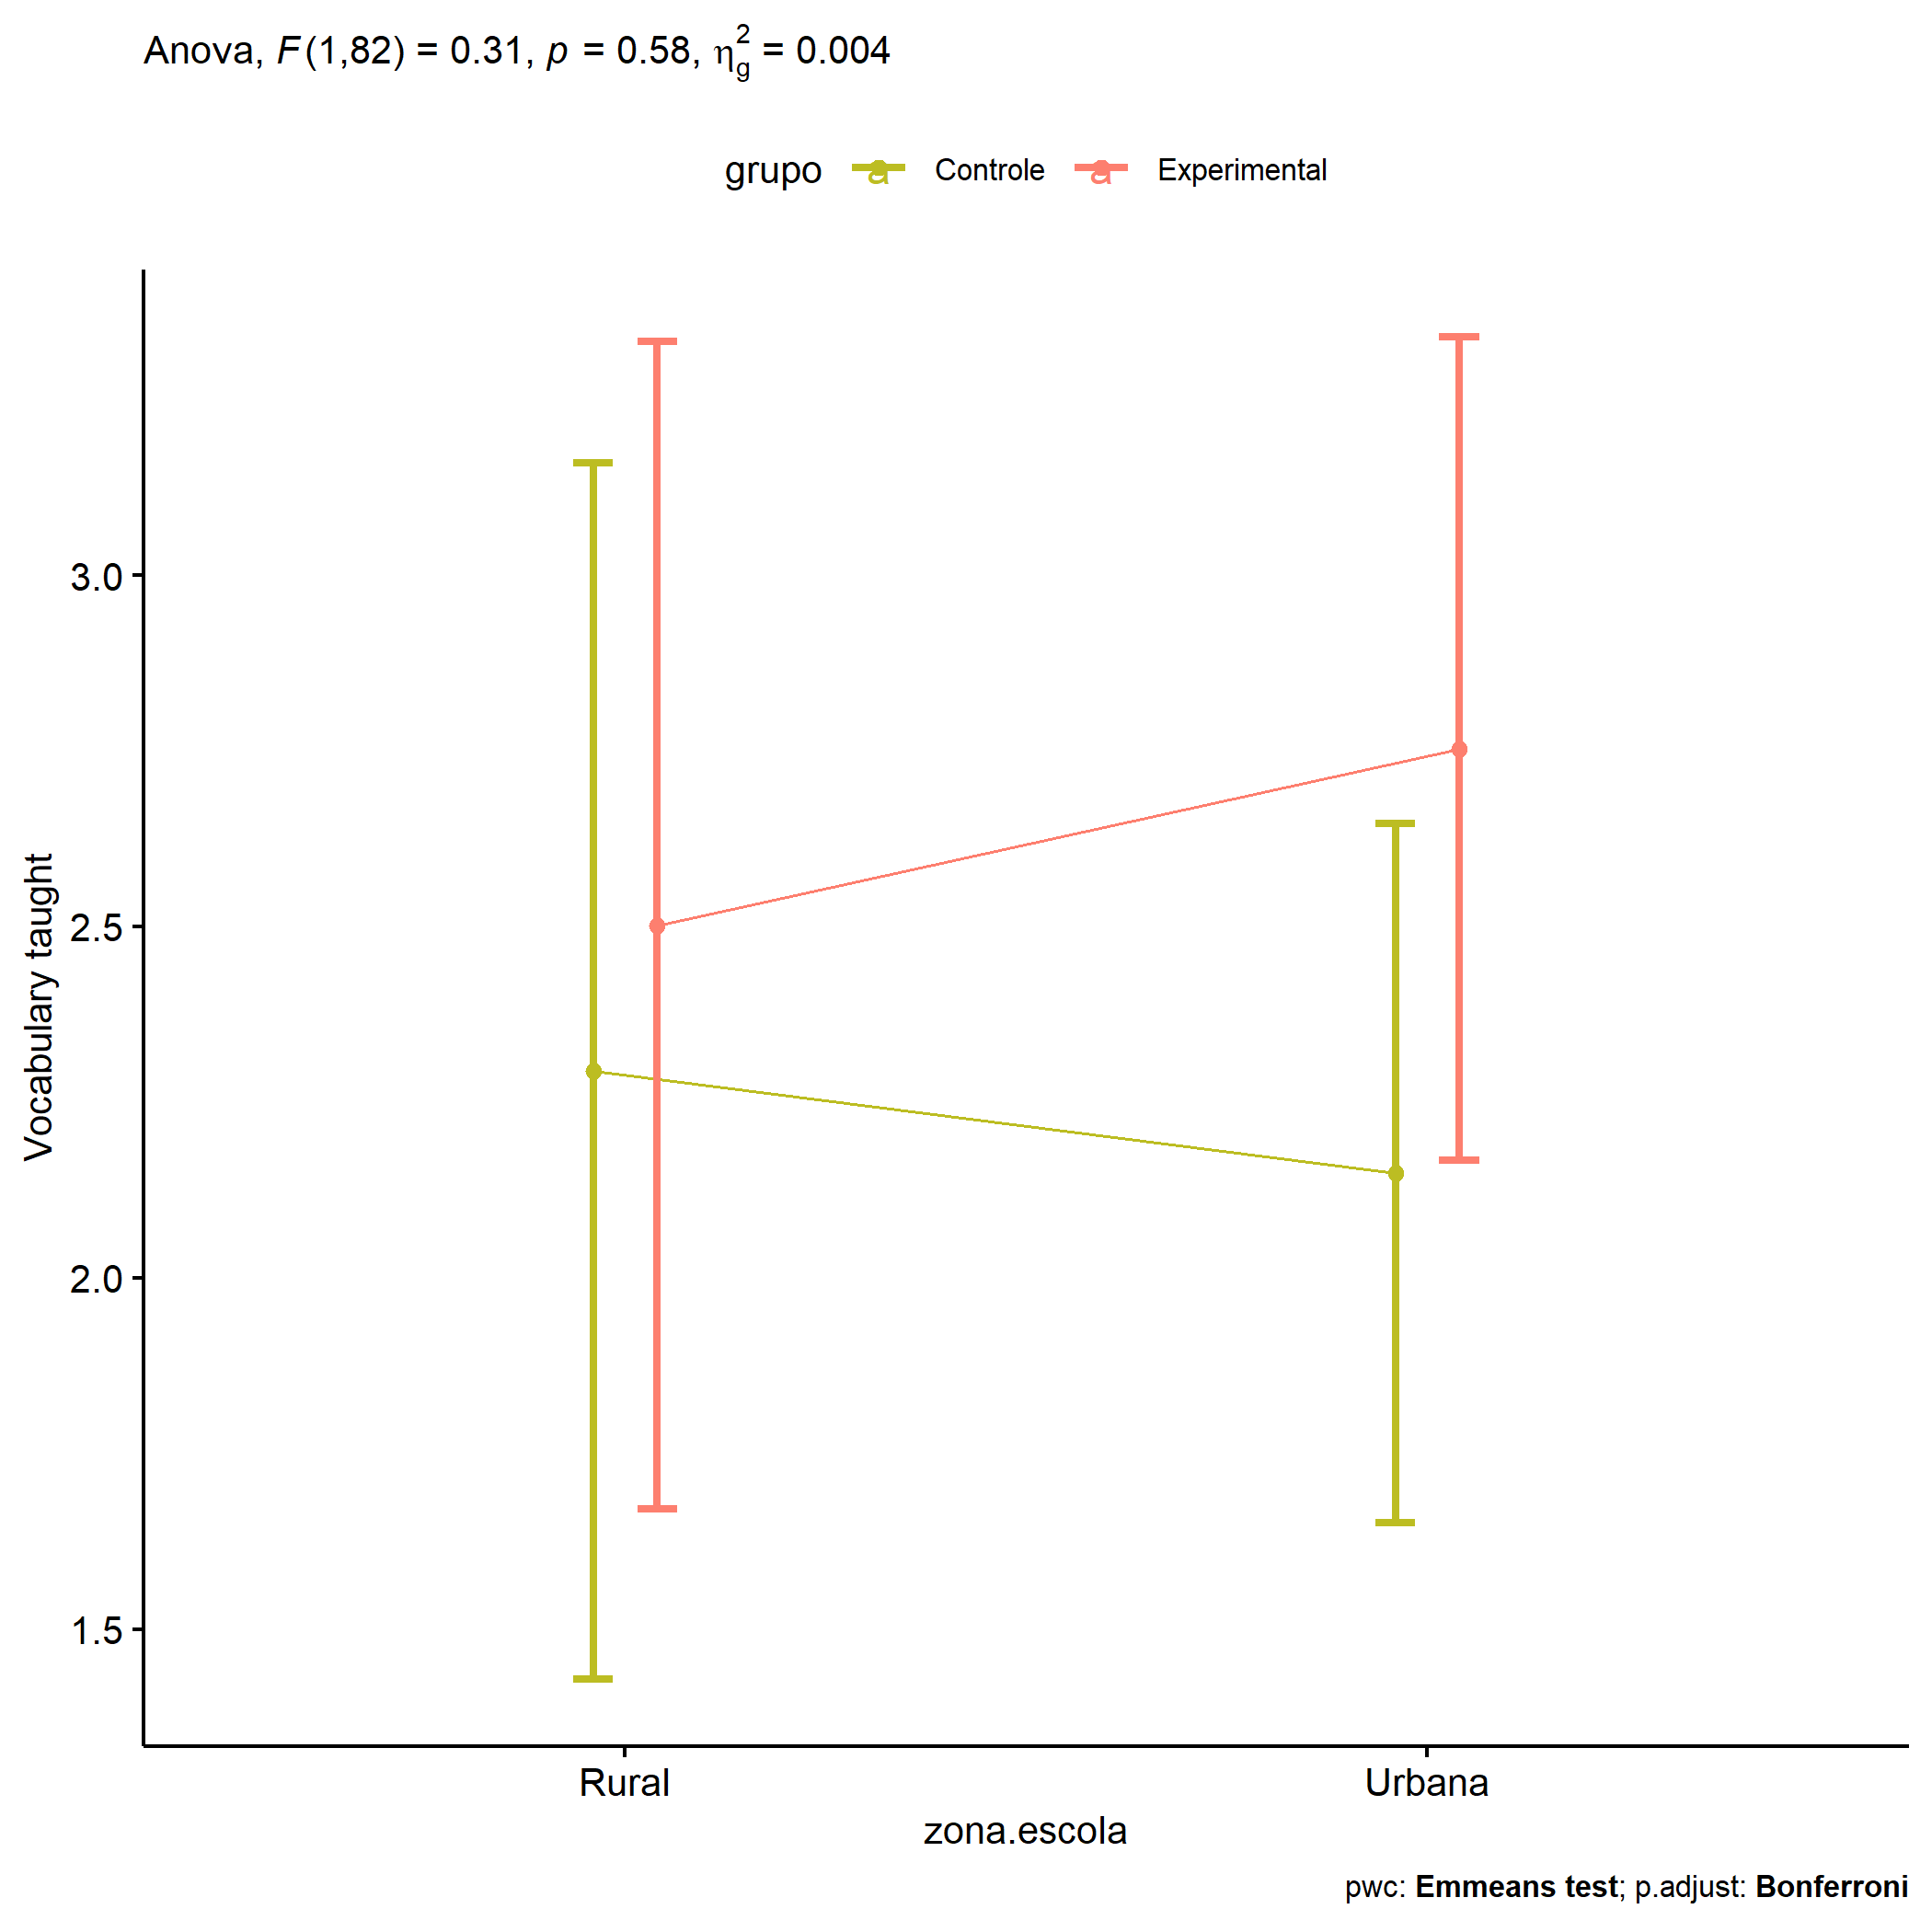 Anova, F(1,82) = 0.31, p = 0.58, η²g = 0.004
grupo a Controle a Experimental
Vocabulary taught
3.0
2.5
2.0
1.5
Rural Urbana
zona.escola
pwc: Emmeans test; p.adjust: Bonferroni